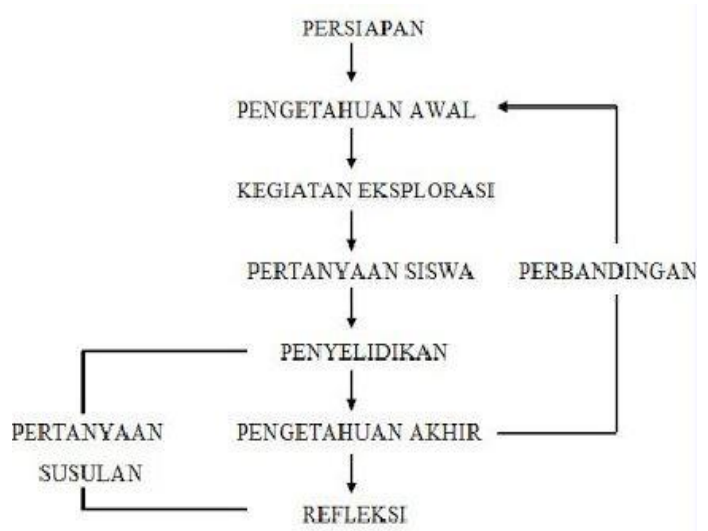 PERSIAPAN
PENGETAHUAN AWAL
KEGIATAN EKSPLORASI
PERTANYAAN SISWA
PERBANDINGAN
PENYELIDIKAN
PERTANYAAN
SUSULAN
PENGETAHUAN AKHIR
REFLEKSI